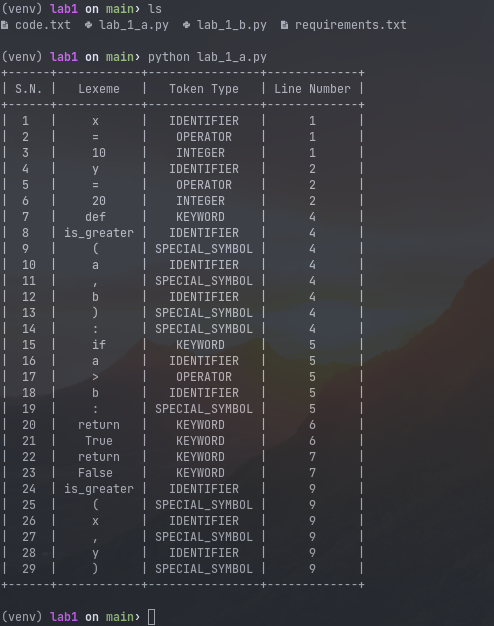 (venv) lab1 on main› ls
code.txt lab_1_a.py lab_1_b.py requirements.txt
(venv) lab1 on main› python lab_1_a.py
+------+------------+----------------+-------------+
| S.N. |   Lexeme   |   Token Type   | Line Number |
+------+------------+----------------+-------------+
|  1   |     x      |   IDENTIFIER   |      1      |
|  2   |     =      |    OPERATOR    |      1      |
|  3   |     10     |    INTEGER     |      1      |
|  4   |     y      |   IDENTIFIER   |      2      |
|  5   |     =      |    OPERATOR    |      2      |
|  6   |     20     |    INTEGER     |      2      |
|  7   |    def     |    KEYWORD     |      4      |
|  8   | is_greater |   IDENTIFIER   |      4      |
|  9   |     (      | SPECIAL_SYMBOL |      4      |
|  10  |     a      |   IDENTIFIER   |      4      |
|  11  |     ,      | SPECIAL_SYMBOL |      4      |
|  12  |     b      |   IDENTIFIER   |      4      |
|  13  |     )      | SPECIAL_SYMBOL |      4      |
|  14  |     :      | SPECIAL_SYMBOL |      4      |
|  15  |     if     |    KEYWORD     |      5      |
|  16  |     a      |   IDENTIFIER   |      5      |
|  17  |     >      |    OPERATOR    |      5      |
|  18  |     b      |   IDENTIFIER   |      5      |
|  19  |     :      | SPECIAL_SYMBOL |      5      |
|  20  |   return   |    KEYWORD     |      6      |
|  21  |    True    |    KEYWORD     |      6      |
|  22  |   return   |    KEYWORD     |      7      |
|  23  |   False    |    KEYWORD     |      7      |
|  24  | is_greater |   IDENTIFIER   |      9      |
|  25  |     (      | SPECIAL_SYMBOL |      9      |
|  26  |     x      |   IDENTIFIER   |      9      |
|  27  |     ,      | SPECIAL_SYMBOL |      9      |
|  28  |     y      |   IDENTIFIER   |      9      |
|  29  |     )      | SPECIAL_SYMBOL |      9      |
+------+------------+----------------+-------------+
(venv) lab1 on main›